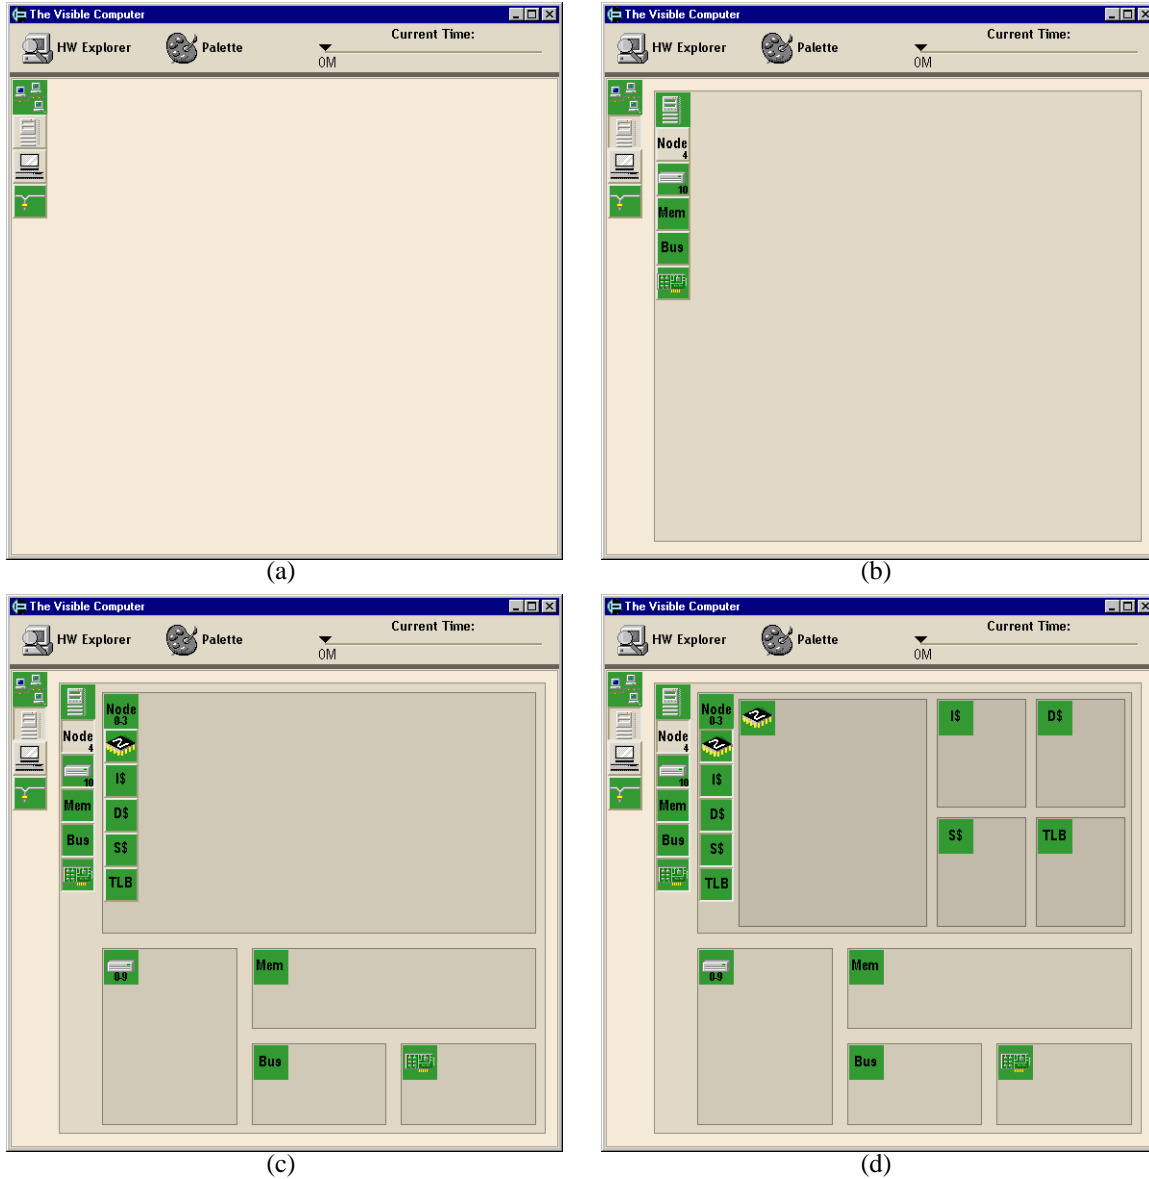 The Visible Computer
HW Explorer
Palette
Current Time:
0M
(a)
The Visible Computer
HW Explorer
Palette
Current Time:
0M
Node
4
10
Mem
Bus
(b)
The Visible Computer
HW Explorer
Palette
Current Time:
0M
Node
4
10
Mem
Bus
Node
0-3
I$
D$
S$
TLB
0-9
Mem
Bus
(c)
The Visible Computer
HW Explorer
Palette
Current Time:
0M
Node
4
10
Mem
Bus
Node
0-3
I$
D$
S$
TLB
I$
D$
S$
TLB
0-9
Mem
Bus
(d)